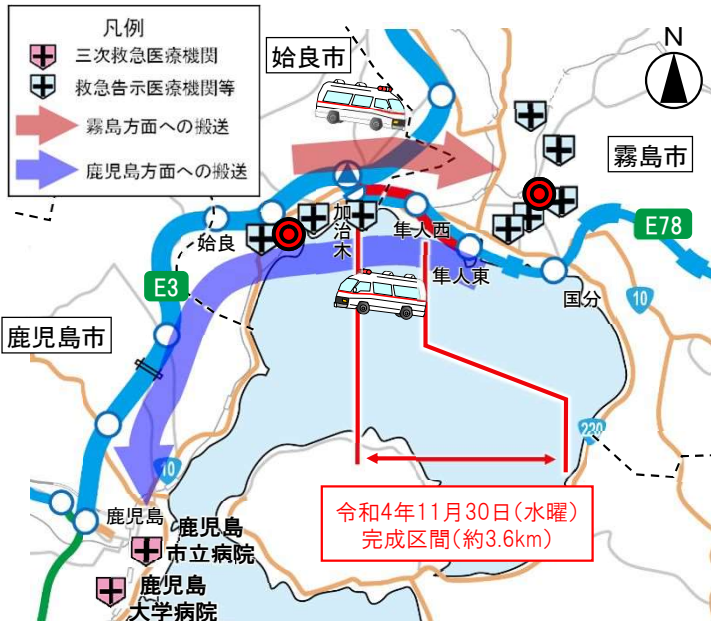 凡例
三次救急医療機関
救急告示医療機関等
霧島方面への搬送
鹿児島方面への搬送
姶良市
N
霧島市
E78
加治木
姶良
隼人西
隼人東
国分
E3
10
鹿児島市
220
10
鹿児島
鹿児島
市立病院
鹿児島
大学病院
令和4年11月30日(水曜)
完成区間(約3.6km)